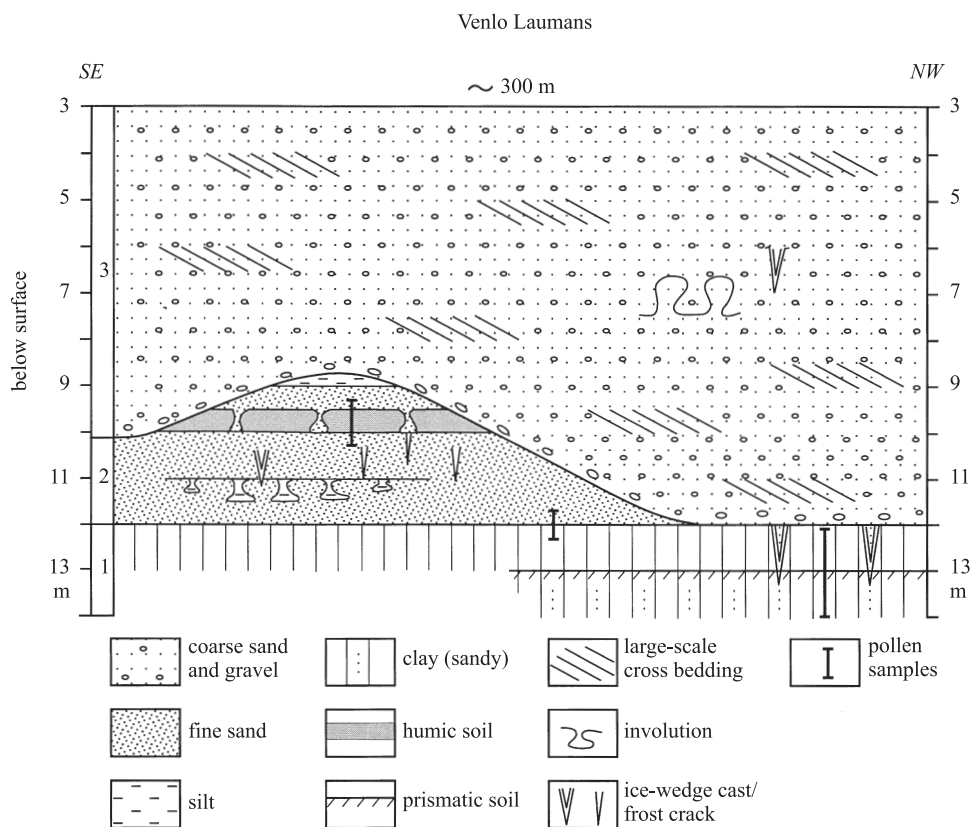 Venlo Laumans
SE
NW
~ 300 m
below surface
3
5
7
9
11
13
m
3
2
1
3
5
7
9
11
13
m
coarse sand
and gravel
clay (sandy)
large-scale
cross bedding
pollen
samples
fine sand
humic soil
involution
silt
prismatic soil
ice-wedge cast/
frost crack